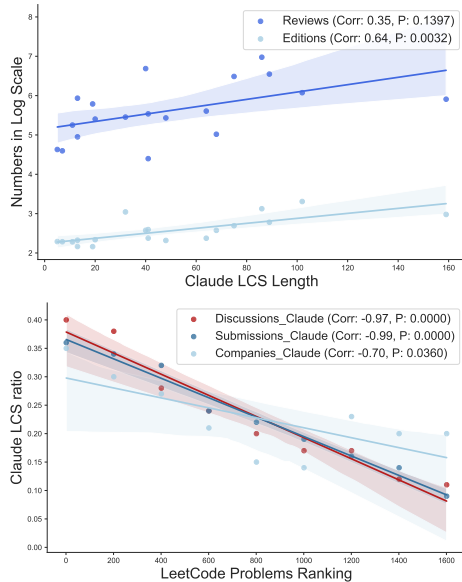 Reviews (Corr: 0.35, P: 0.1397)
Editions (Corr: 0.64, P: 0.0032)
Numbers in Log Scale
8
7
6
5
4
3
2
0 20 40 60 80 100 120 140 160
Claude LCS Length
Discussions_Claude (Corr: -0.97, P: 0.0000)
Submissions_Claude (Corr: -0.99, P: 0.0000)
Companies_Claude (Corr: -0.70, P: 0.0360)
Claude LCS ratio
0.40
0.35
0.30
0.25
0.20
0.15
0.10
0.05
0.00
0 200 400 600 800 1000 1200 1400 1600
LeetCode Problems Ranking